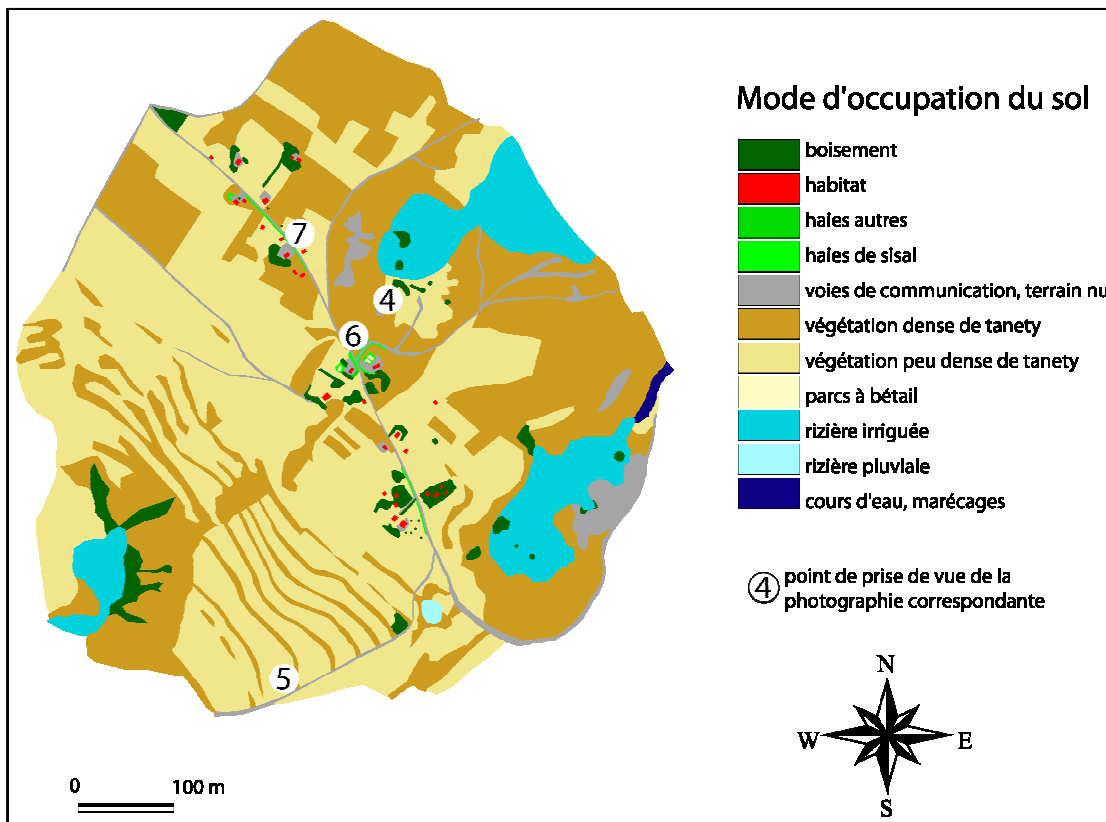 Mode d'occupation du sol
boisement
habitat
haies autres
haies de sisal
voies de communication, terrain nu
végétation dense de tanety
végétation peu dense de tanety
parcs à bétail
rizière irriguée
rizière pluviale
cours d'eau, marécages
4 point de prise de vue de la
photographie correspondante
7
4
6
5
N
W E
S
0 100 m